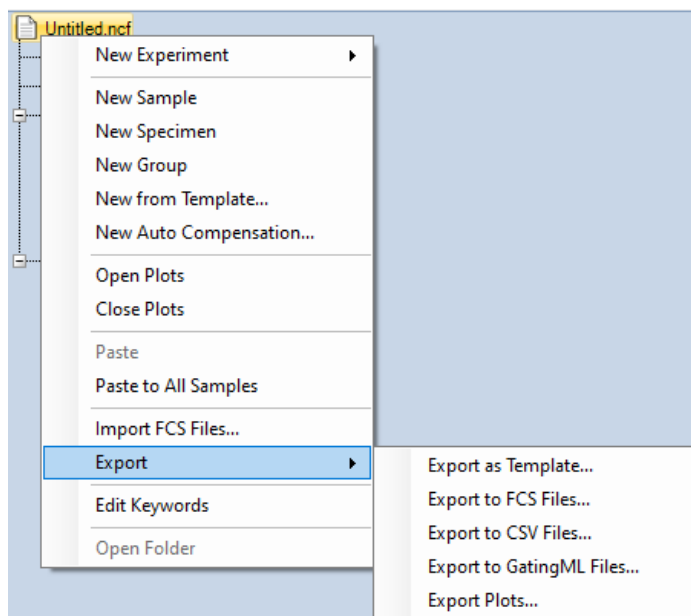 Untitled.ncf
New Experiment
New Sample
New Specimen
New Group
New from Template...
New Auto Compensation...
Open Plots
Close Plots
Paste
Paste to All Samples
Import FCS Files...
Export
Edit Keywords
Open Folder
Export as Template...
Export to FCS Files...
Export to CSV Files...
Export to GatingML Files...
Export Plots...